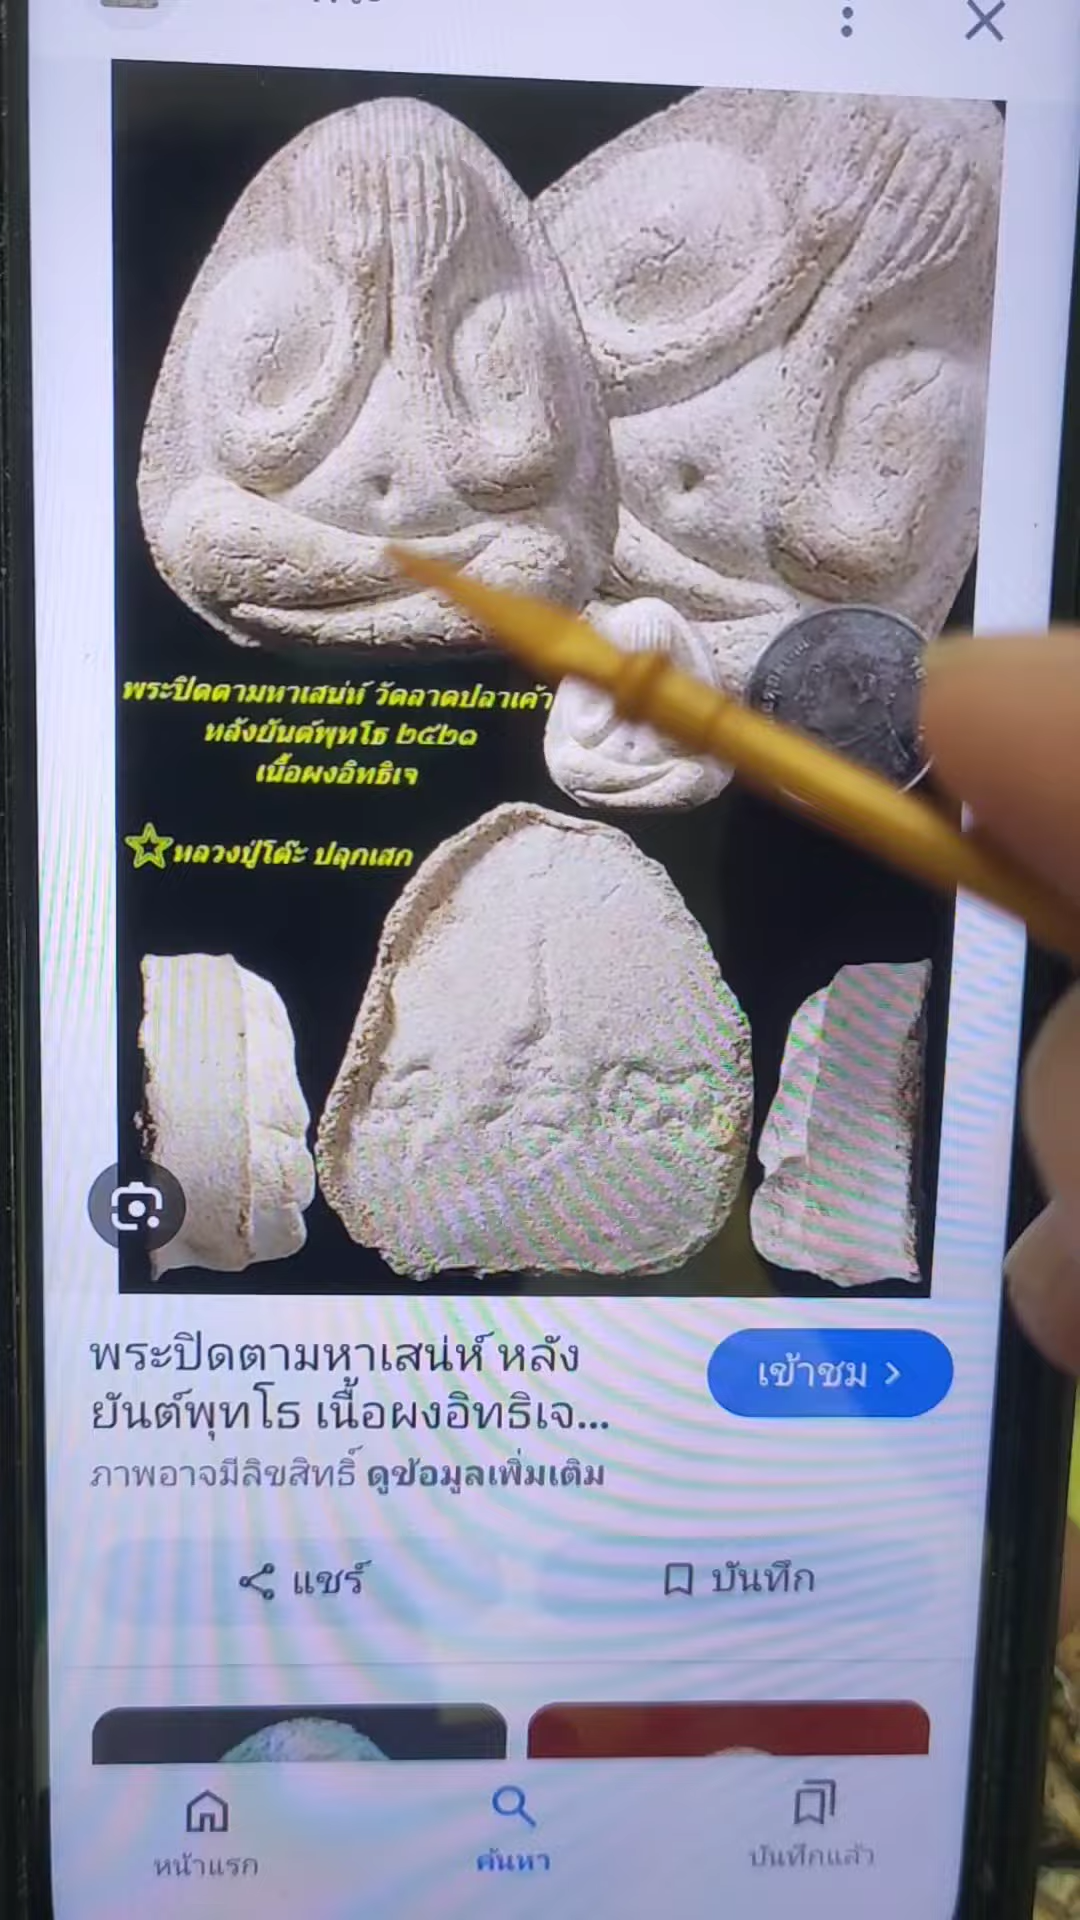 พระปิดตามหาเสน่ห์ วัดลาดปลาเค้า
หลังยันต์พุทโธ ๒๕๒๑
เนื้อผงอิทธิเจ
หลวงปู่โต๊ะ ปลุกเสก
พระปิดตามหาเสน่ห์ หลัง
ยันต์พุทโธ เนื้อผงอิทธิเจ...
เข้าชม >
ภาพอาจมีลิขสิทธิ์ ดูข้อมูลเพิ่มเติม
แชร์
บันทึก
หน้าแรก
ค้นหา
บันทึกแล้ว